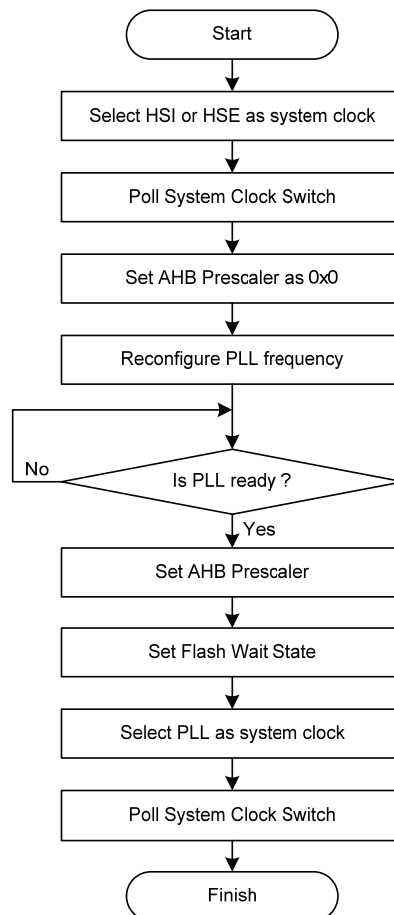 Start
Select HSI or HSE as system clock
Poll System Clock Switch
Set AHB Prescaler as 0x0
Reconfigure PLL frequency
No
Is PLL ready ?
Yes
Set AHB Prescaler
Set Flash Wait State
Select PLL as system clock
Poll System Clock Switch
Finish